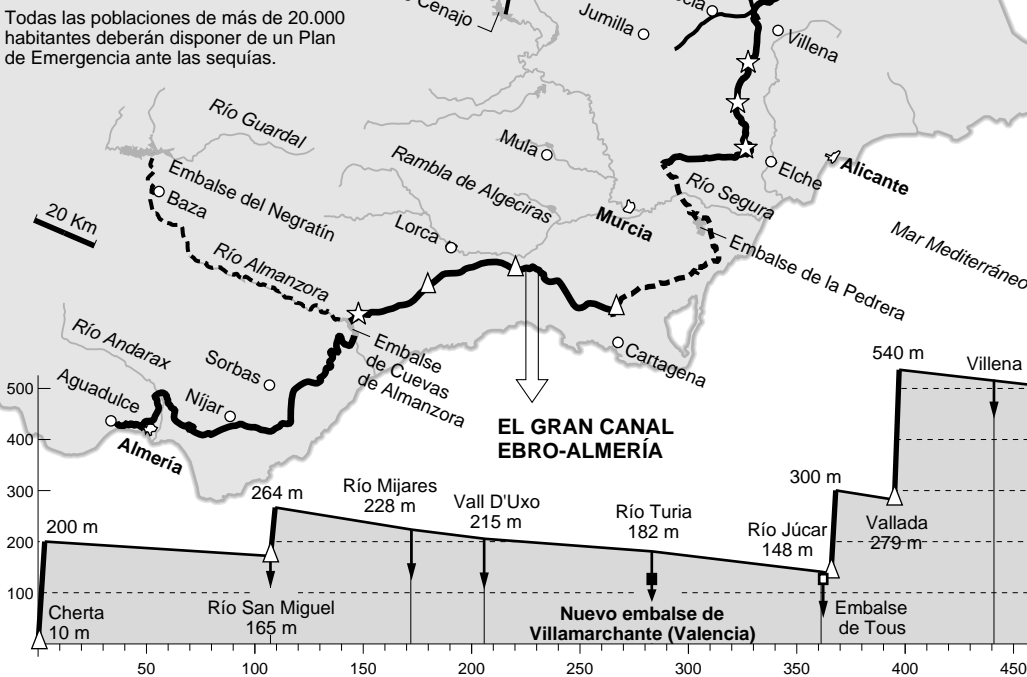 Todas las poblaciones de más de 20.000
habitantes deberán disponer de un Plan
de Emergencia ante las sequías.
Cenajo
Jumilla
Villena
Río Guardal
Mula
Rambla de Algeciras
Embalse del Negratín
Baza
Elche
Alicante
Río Segura
Murcia
20 Km
Lorca
Mar Mediterráneo
Embalse de la Pedrera
Río Almanzora
Río Andarax
Sorbas
Embalse
de Cuevas
de Almanzora
Cartagena
Aguadulce
Níjar
Almería
EL GRAN CANAL
EBRO-ALMERÍA
500
400
300
200
100
200 m
Cherta
10 m
264 m
Río San Miguel
165 m
Río Mijares
228 m
Vall D'Uxo
215 m
Río Turia
182 m
Nuevo embalse de
Villamarchante (Valencia)
Río Júcar
148 m
300 m
Embalse
de Tous
Vallada
279 m
540 m
Villena
50
100
150
200
250
300
350
400
450